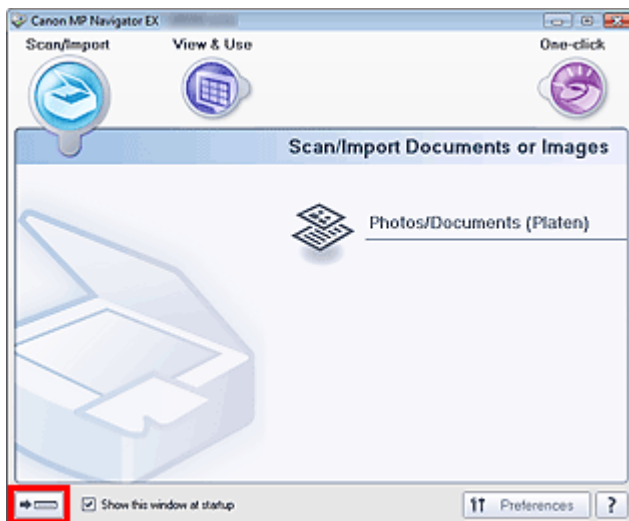 Canon MP Navigator EX
Scan/Import View & Use One-click
Scan/Import Documents or Images
Photos/Documents (Platen)
Show this window at startup Preferences ?